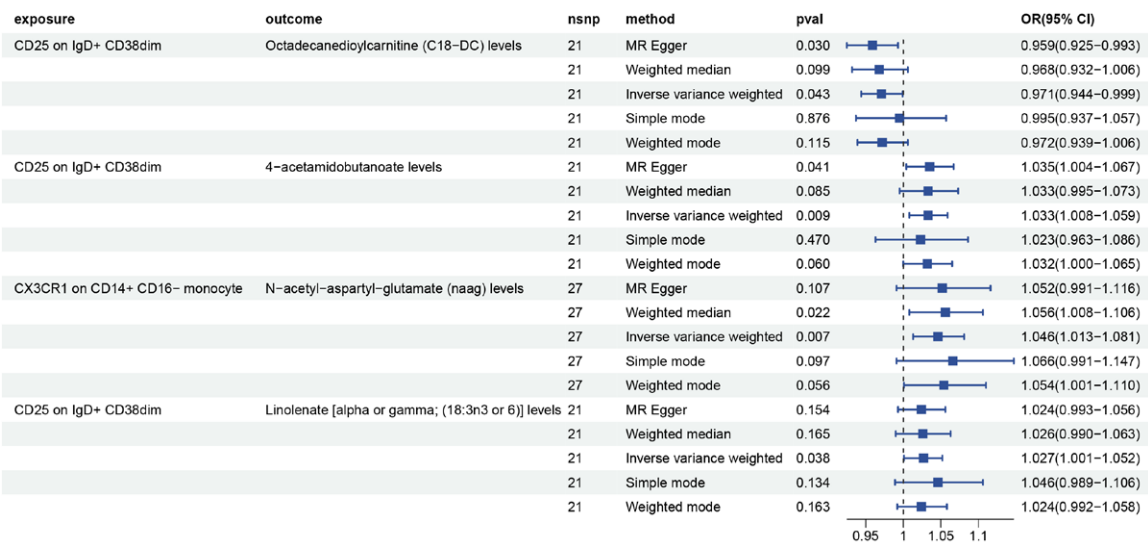 exposure outcome nsnp method pval OR(95% CI)
CD25 on IgD+ CD38dim Octadecanedioylcarnitine (C18−DC) levels 21 MR Egger 0.030 0.959(0.925−0.993)
21 Weighted median 0.099 0.968(0.932−1.006)
21 Inverse variance weighted 0.043 0.971(0.944−0.999)
21 Simple mode 0.876 0.995(0.937−1.057)
21 Weighted mode 0.115 0.972(0.939−1.006)
CD25 on IgD+ CD38dim 4−acetamidobutanoate levels 21 MR Egger 0.041 1.035(1.004−1.067)
21 Weighted median 0.085 1.033(0.995−1.073)
21 Inverse variance weighted 0.009 1.033(1.008−1.059)
21 Simple mode 0.470 1.023(0.963−1.086)
21 Weighted mode 0.060 1.032(1.000−1.065)
CX3CR1 on CD14+ CD16− monocyte N−acetyl−aspartyl−glutamate (naag) levels 27 MR Egger 0.107 1.052(0.991−1.116)
27 Weighted median 0.022 1.056(1.008−1.106)
27 Inverse variance weighted 0.007 1.046(1.013−1.081)
27 Simple mode 0.097 1.066(0.991−1.147)
27 Weighted mode 0.056 1.054(1.001−1.110)
CD25 on IgD+ CD38dim Linolenate [alpha or gamma; (18:3n3 or 6)] levels 21 MR Egger 0.154 1.024(0.993−1.056)
21 Weighted median 0.165 1.026(0.990−1.063)
21 Inverse variance weighted 0.038 1.027(1.001−1.052)
21 Simple mode 0.134 1.046(0.989−1.106)
21 Weighted mode 0.163 1.024(0.992−1.058)
0.95 1 1.05 1.1